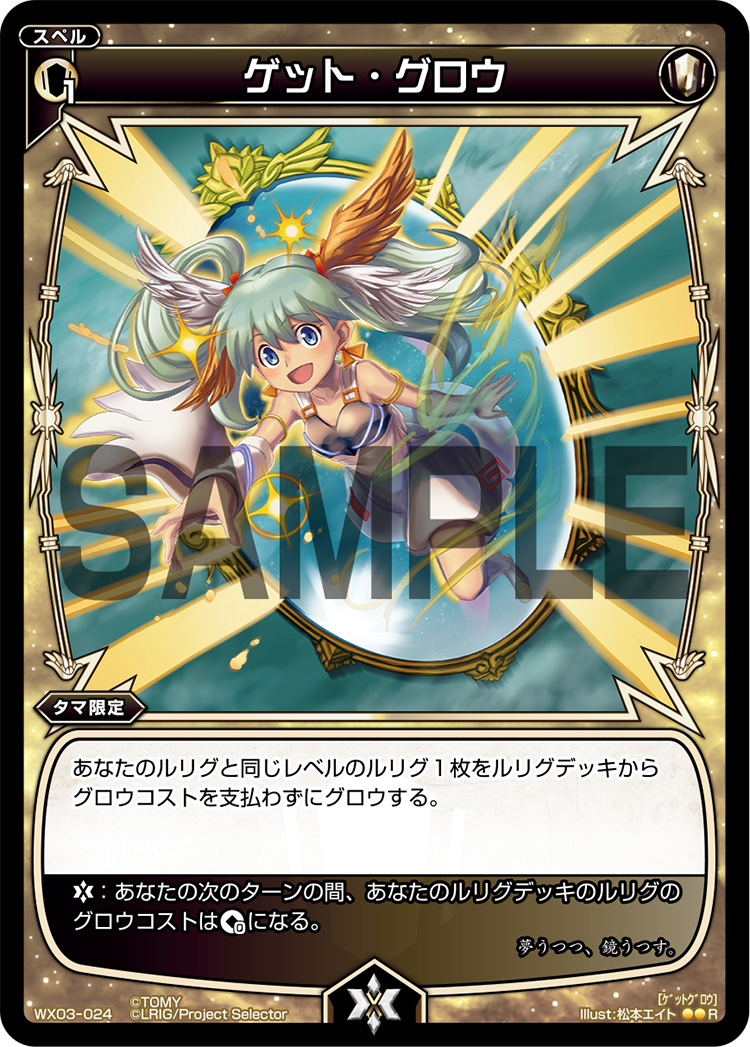 スペル
1
ゲット・グロウ
SAMPLE
タマ限定
あなたのルリグと同じレベルのルリグ１枚をルリグデッキから
グロウコストを支払わずにグロウする。
：あなたの次のターンの間、あなたのルリグデッキのルリグの
グロウコストは0になる。
夢うつつ、鏡うつす。
WX03-024
©TOMY
©LRIG/Project Selector
[ｹﾞｯﾄｸﾞﾛｳ]
Illust:松本エイト
R